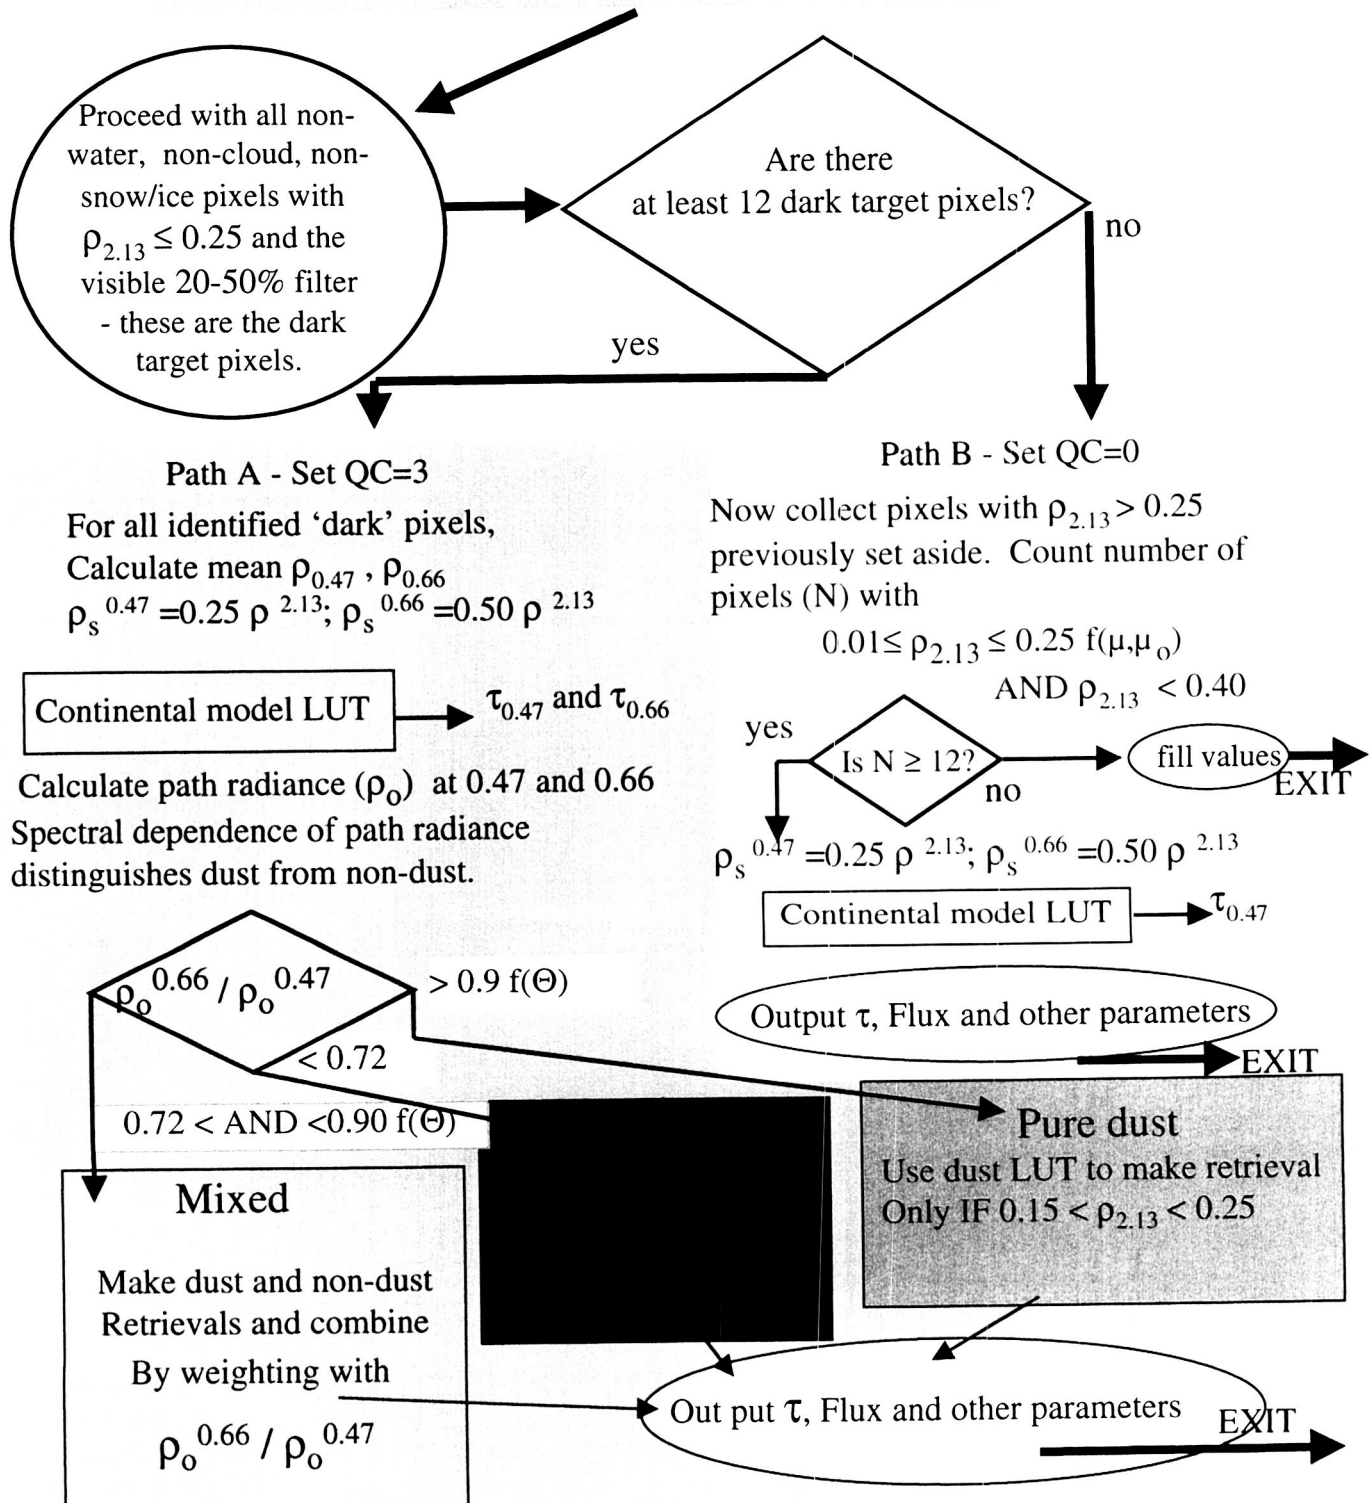 Proceed with all non-
water, non-cloud, non-
snow/ice pixels with
ρ2.13 ≤ 0.25 and the
visible 20-50% filter
- these are the dark
target pixels.
Are there
at least 12 dark target pixels?
no
yes
Path A - Set QC=3
For all identified ‘dark’ pixels,
Calculate mean ρ0.47 , ρ0.66
ρs 0.47 =0.25 ρ 2.13; ρs 0.66 =0.50 ρ 2.13
Continental model LUT
τ0.47 and τ0.66
Calculate path radiance (ρo) at 0.47 and 0.66
Spectral dependence of path radiance
distinguishes dust from non-dust.
Path B - Set QC=0
Now collect pixels with ρ2.13 > 0.25
previously set aside. Count number of
pixels (N) with
0.01≤ ρ2.13 ≤ 0.25 f(μ,μo)
AND ρ2.13 < 0.40
yes
Is N ≥ 12?
no
fill values
EXIT
ρs 0.47 =0.25 ρ 2.13; ρs 0.66 =0.50 ρ 2.13
Continental model LUT
τ0.47
Output τ, Flux and other parameters
EXIT
ρo0.66 / ρo0.47
> 0.9 f(Θ)
< 0.72
0.72 < AND <0.90 f(Θ)
Mixed
Make dust and non-dust
Retrievals and combine
By weighting with
ρo0.66 / ρo0.47
Pure dust
Use dust LUT to make retrieval
Only IF 0.15 < ρ2.13 < 0.25
Out put τ, Flux and other parameters
EXIT